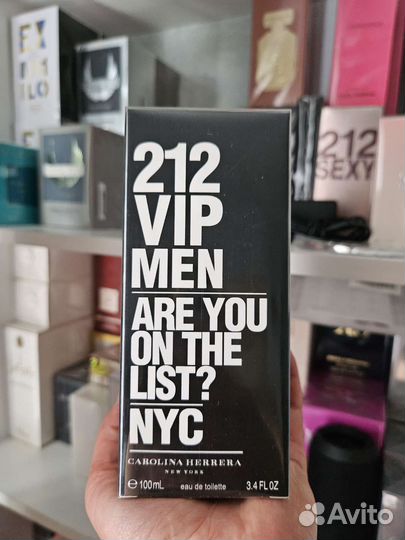 212
VIP
MEN
ARE YOU
ON THE
LIST?
NYC
CAROLINA HERRERA
NEW YORK
℮ 100mL eau de toilette 3.4 FL OZ
212
SEXY
Avito